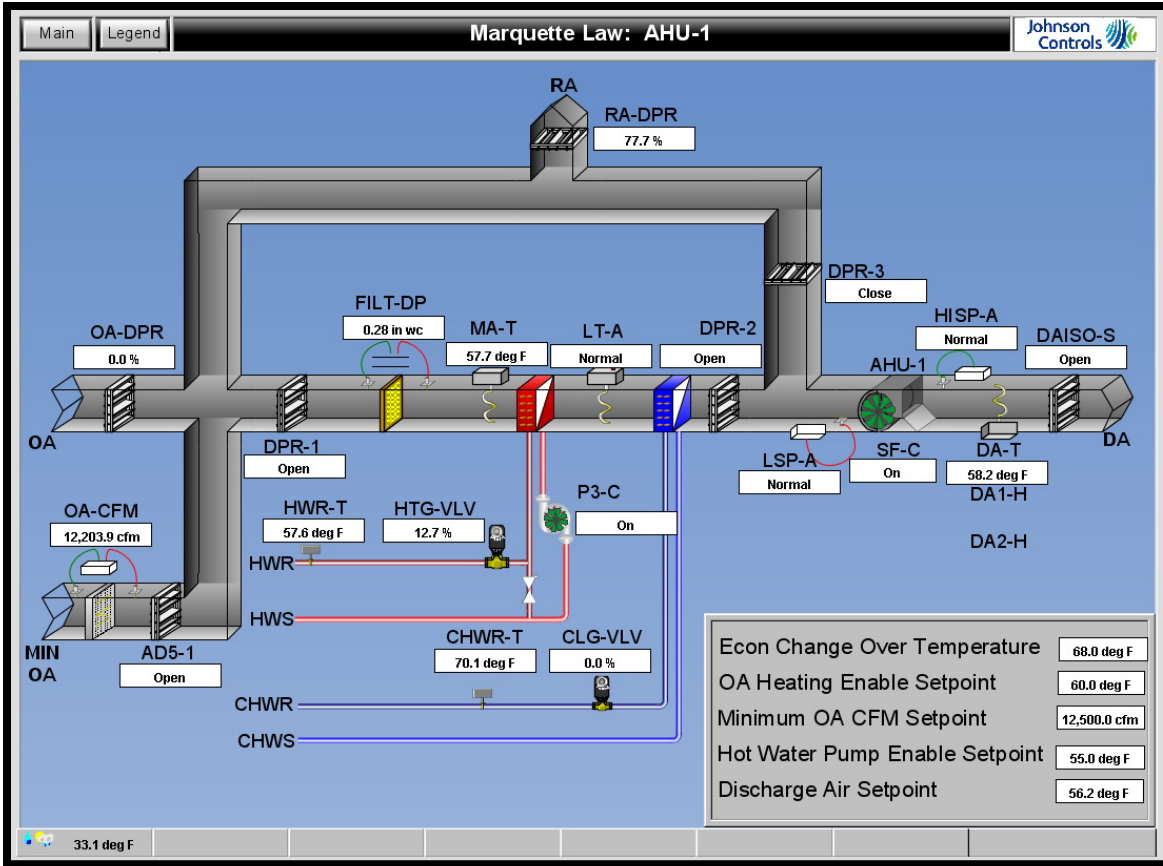 Main
Legend
Marquette Law: AHU-1
Johnson
Controls
RA
RA-DPR
77.7 %
DPR-3
Close
FILT-DP
0.28 in wc
MA-T
57.7 deg F
LT-A
Normal
DPR-2
Open
HISP-A
Normal
DAISO-S
Open
OA-DPR
0.0 %
AHU-1
OA
DA
DPR-1
Open
LSP-A
Normal
SF-C
On
DA-T
58.2 deg F
DA1-H
DA2-H
OA-CFM
12,203.9 cfm
HWR-T
57.6 deg F
HTG-VLV
12.7 %
P3-C
On
HWR
HWS
MIN
OA
AD5-1
Open
CHWR-T
70.1 deg F
CLG-VLV
0.0 %
CHWR
CHWS
Econ Change Over Temperature 68.0 deg F
OA Heating Enable Setpoint 60.0 deg F
Minimum OA CFM Setpoint 12,500.0 cfm
Hot Water Pump Enable Setpoint 55.0 deg F
Discharge Air Setpoint 56.2 deg F
33.1 deg F